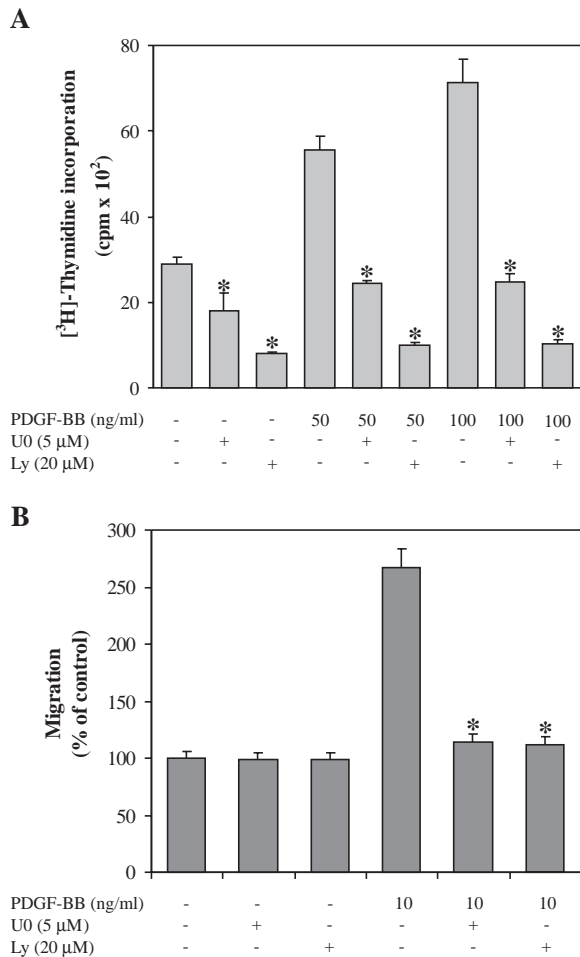 A
[³H]-Thymidine incorporation
(cpm x 10²)
80
60
40
20
0
* * * * * *
PDGF-BB (ng/ml) - - - 50 50 50 100 100 100
U0 (5 μM) - + - - + - - + -
Ly (20 μM) - - + - - + - - +
B
Migration
(% of control)
300
250
200
150
100
50
0
* *
PDGF-BB (ng/ml) - - - 10 10 10
U0 (5 μM) - + - - + -
Ly (20 μM) - - + - - +